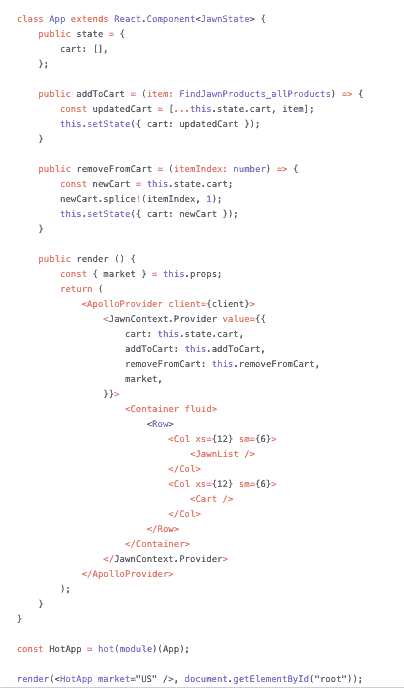 class App extends React.Component<JawnState> {
    public state = {
        cart: [],
    };

    public addToCart = (item: FindJawnProducts_allProducts) => {
        const updatedCart = [...this.state.cart, item];
        this.setState({ cart: updatedCart });
    }

    public removeFromCart = (itemIndex: number) => {
        const newCart = this.state.cart;
        newCart.splice!(itemIndex, 1);
        this.setState({ cart: newCart });
    }

    public render () {
        const { market } = this.props;
        return (
            <ApolloProvider client={client}>
                <JawnContext.Provider value={{
                    cart: this.state.cart,
                    addToCart: this.addToCart,
                    removeFromCart: this.removeFromCart,
                    market,
                }}>
                    <Container fluid>
                        <Row>
                            <Col xs={12} sm={6}>
                                <JawnList />
                            </Col>
                            <Col xs={12} sm={6}>
                                <Cart />
                            </Col>
                        </Row>
                    </Container>
                </JawnContext.Provider>
            </ApolloProvider>
        );
    }
}

const HotApp = hot(module)(App);

render(<HotApp market="US" />, document.getElementById("root"));